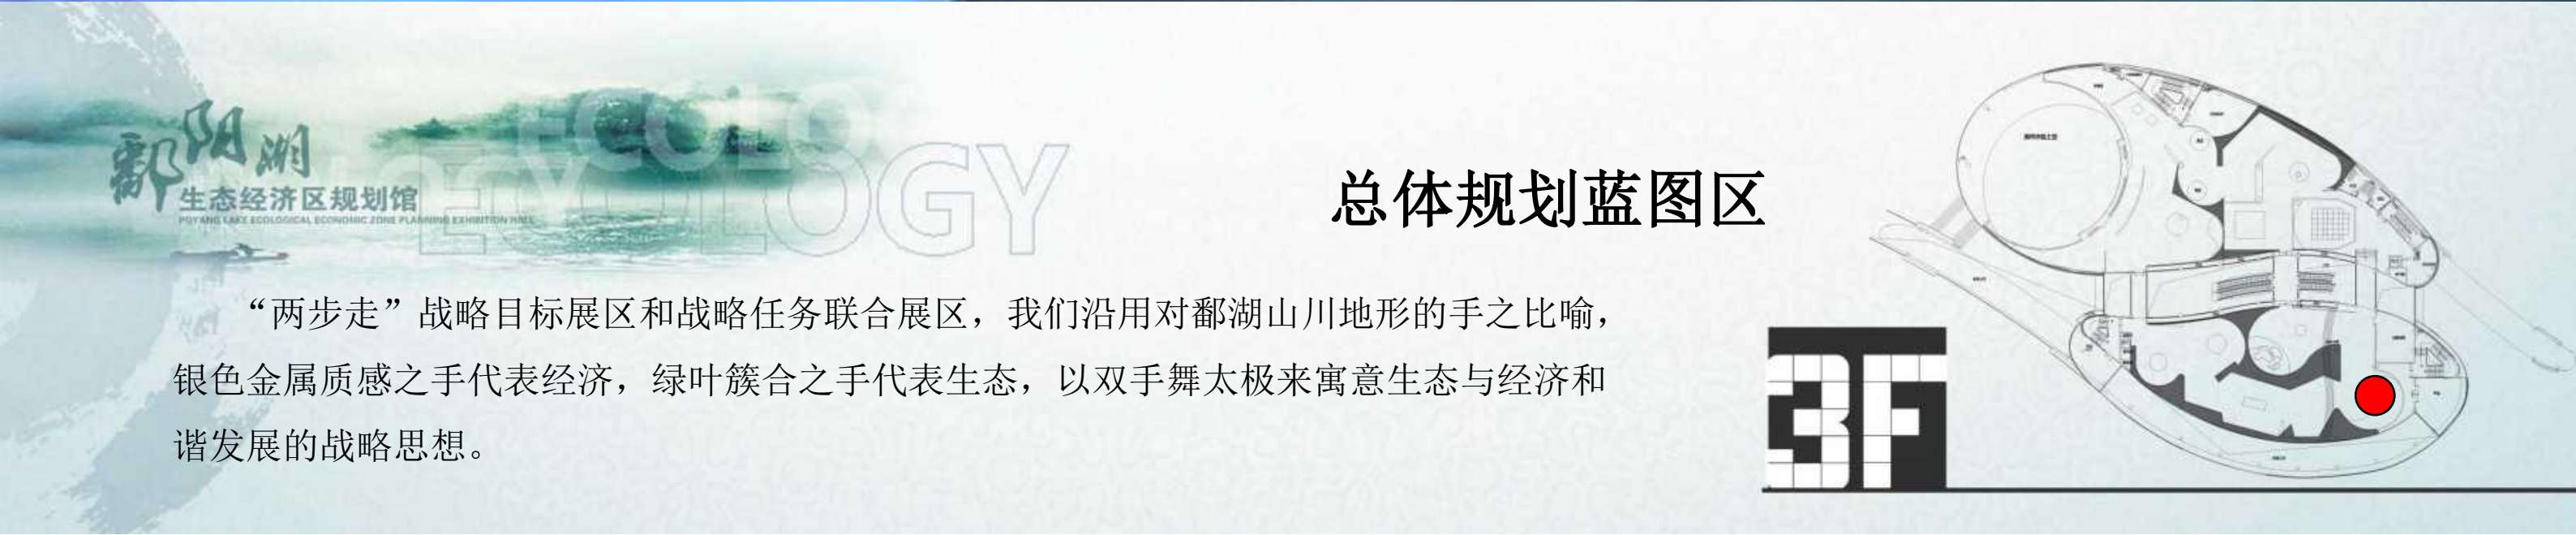 鄱阳湖
生态经济区规划馆
POYANG LAKE ECOLOGICAL ECONOMIC ZONE PLANNING EXHIBITION HALL
ECOLOGY
总体规划蓝图区
“两步走”战略目标展区和战略任务联合展区，我们沿用对鄱湖山川地形的手之比喻，
银色金属质感之手代表经济，绿叶簇合之手代表生态，以双手舞太极来寓意生态与经济和
谐发展的战略思想。
3F